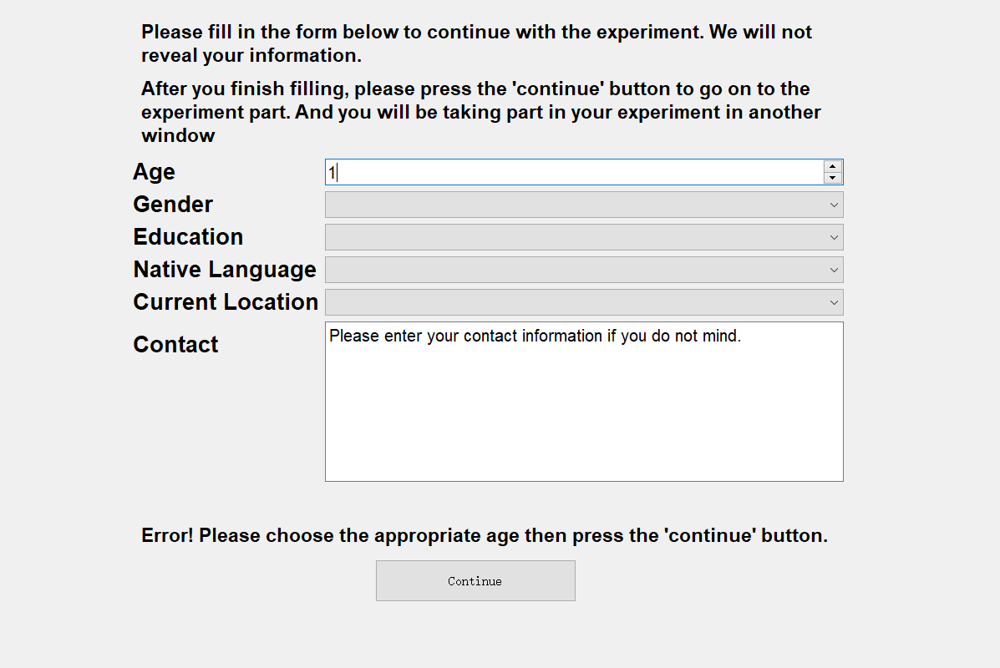 Please fill in the form below to continue with the experiment. We will not
reveal your information.
After you finish filling, please press the 'continue' button to go on to the
experiment part. And you will be taking part in your experiment in another
window
Age
1
Gender
Education
Native Language
Current Location
Contact
Please enter your contact information if you do not mind.
Error! Please choose the appropriate age then press the 'continue' button.
Continue